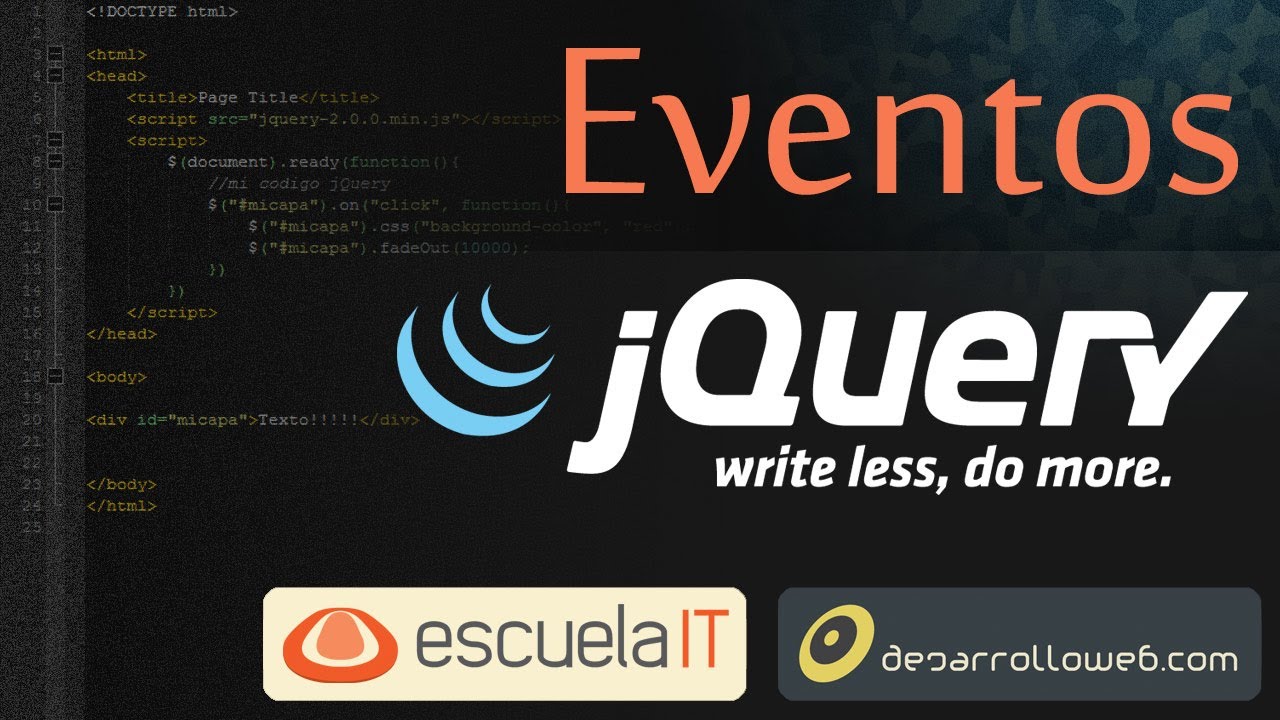 1 <!DOCTYPE html>
2
3 <html>
4 <head>
5 <title>Page Title</title>
6 <script src="jquery-2.0.0.min.js"></script>
7 <script>
8 $(document).ready(function(){
9 //mi codigo jQuery
10 $("#micapa").on("click", function(){
11 $("#micapa").css("background-color", "red");
12 $("#micapa").fadeOut(10000);
13 })
14 })
15 </script>
16 </head>
17
18 <body>
19
20 <div id="micapa">Texto!!!!!</div>
21
22
23 </body>
24 </html>
25
Eventos
jQuery
write less, do more.
escuela IT
desarrolloweb.com